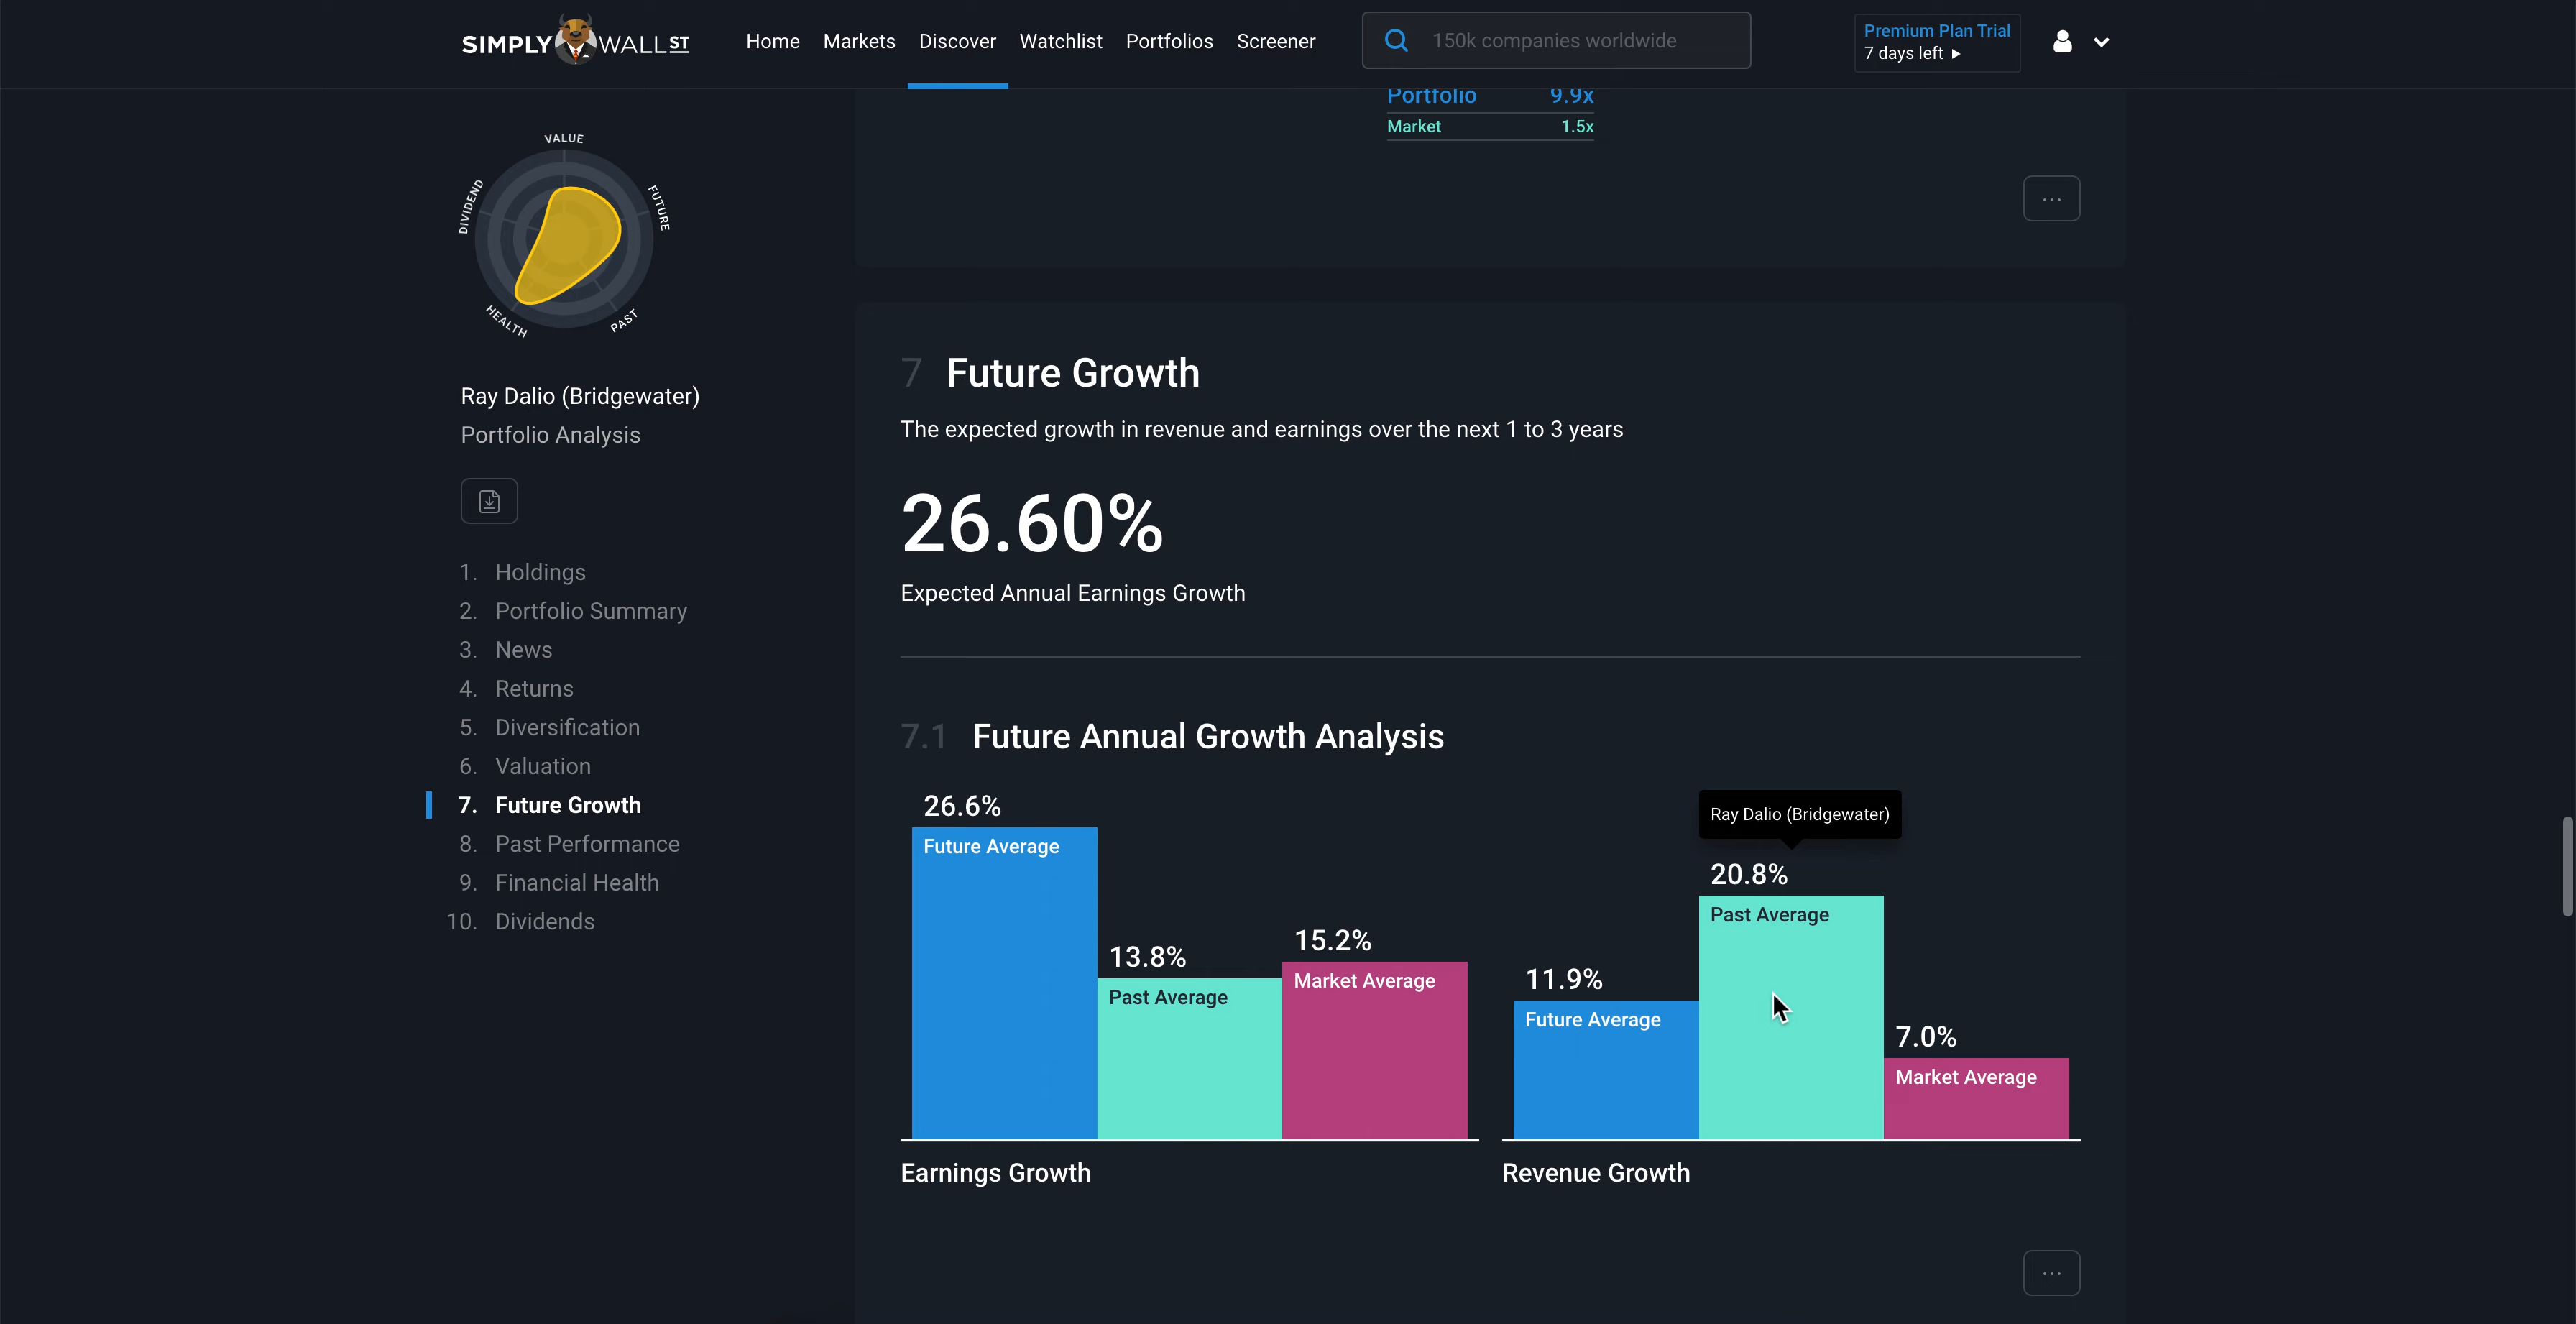 SIMPLY WALL ST
Home
Markets
Discover
Watchlist
Portfolios
Screener
150k companies worldwide
Premium Plan Trial
7 days left ▶
Portfolio 9.9x
Market 1.5x
VALUE
FUTURE
PAST
HEALTH
DIVIDEND
Ray Dalio (Bridgewater)
Portfolio Analysis
1. Holdings
2. Portfolio Summary
3. News
4. Returns
5. Diversification
6. Valuation
7. Future Growth
8. Past Performance
9. Financial Health
10. Dividends
7 Future Growth
The expected growth in revenue and earnings over the next 1 to 3 years
26.60%
Expected Annual Earnings Growth
7.1 Future Annual Growth Analysis
26.6%
Future Average
13.8%
Past Average
15.2%
Market Average
Earnings Growth
Ray Dalio (Bridgewater)
11.9%
Future Average
20.8%
Past Average
7.0%
Market Average
Revenue Growth